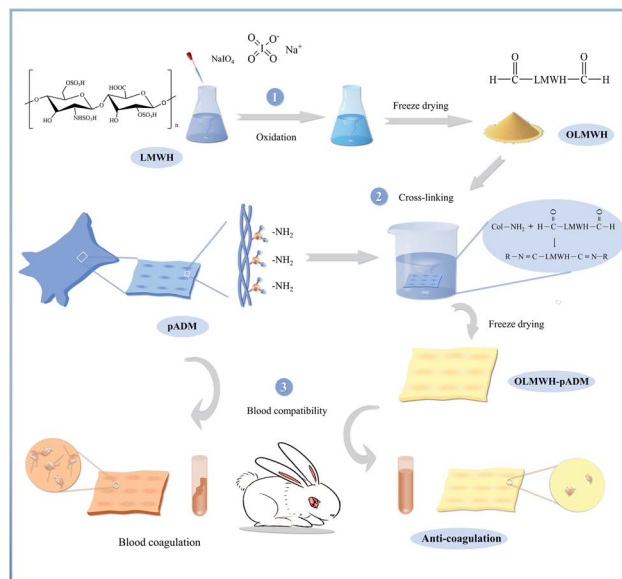 NaIO₄
O
O
I
O⁻
O
Na⁺
OSO₃H
HOOC
O
O
O
O
HO
NHSO₃H
HO
OSO₃H
n
LMWH
1
Oxidation
Freeze drying
O O
H—C—LMWH—C—H
OLMWH
2 Cross-linking
-NH₂
-NH₂
-NH₂
pADM
O O
Col—NH₂ + H—C—LMWH—C—H
↓
R—N=C—LMWH—C=N—R
Freeze drying
OLMWH-pADM
3
Blood compatibility
Blood coagulation
Anti-coagulation